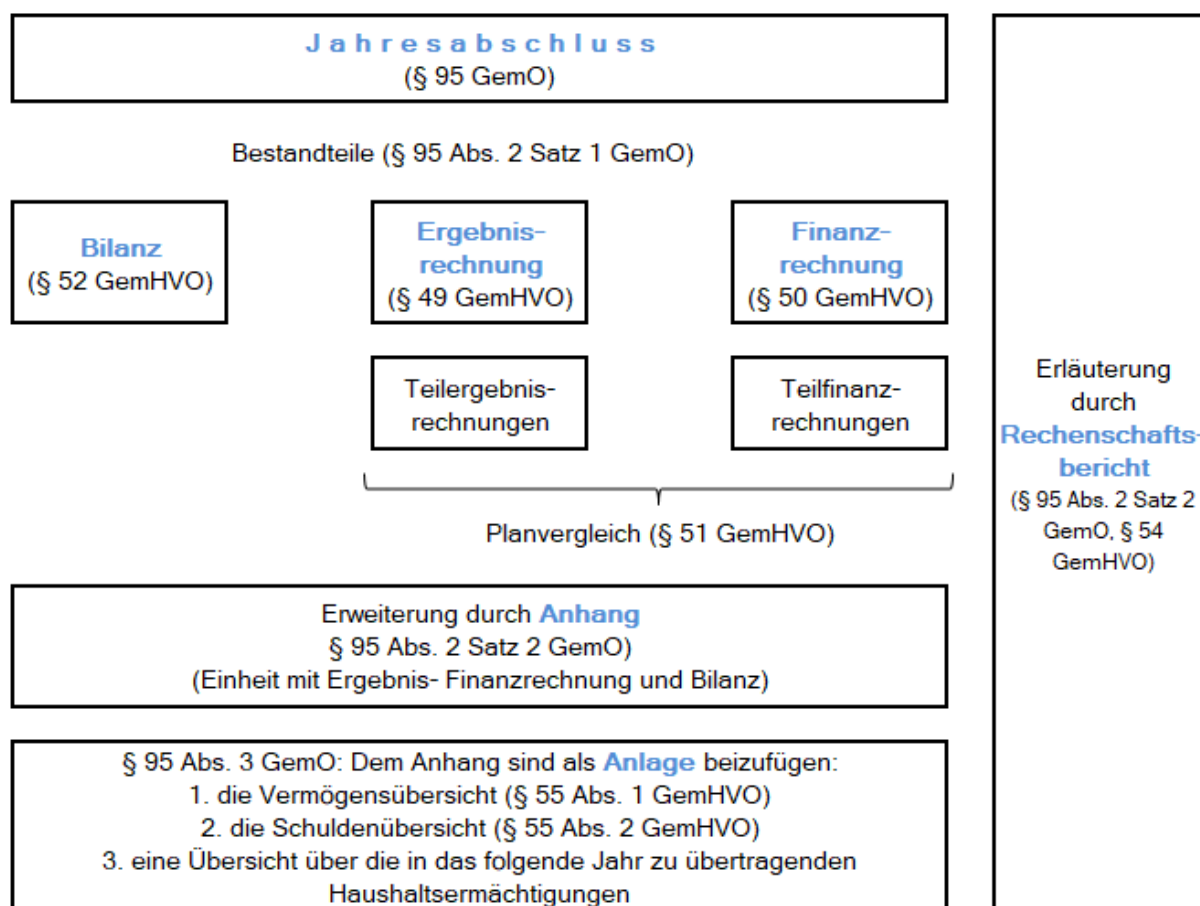 Jahresabschluss
(§ 95 GemO)
Bestandteile (§ 95 Abs. 2 Satz 1 GemO)
Bilanz
(§ 52 GemHVO)
Ergebnis-
rechnung
(§ 49 GemHVO)
Finanz-
rechnung
(§ 50 GemHVO)
Teilergebnis-
rechnungen
Teilfinanz-
rechnungen
Planvergleich (§ 51 GemHVO)
Erweiterung durch Anhang
§ 95 Abs. 2 Satz 2 GemO)
(Einheit mit Ergebnis- Finanzrechnung und Bilanz)
§ 95 Abs. 3 GemO: Dem Anhang sind als Anlage beizufügen:
1. die Vermögensübersicht (§ 55 Abs. 1 GemHVO)
2. die Schuldenübersicht (§ 55 Abs. 2 GemHVO)
3. eine Übersicht über die in das folgende Jahr zu übertragenden
Haushaltsermächtigungen
Erläuterung
durch
Rechenschafts-
bericht
(§ 95 Abs. 2 Satz 2
GemO, § 54
GemHVO)